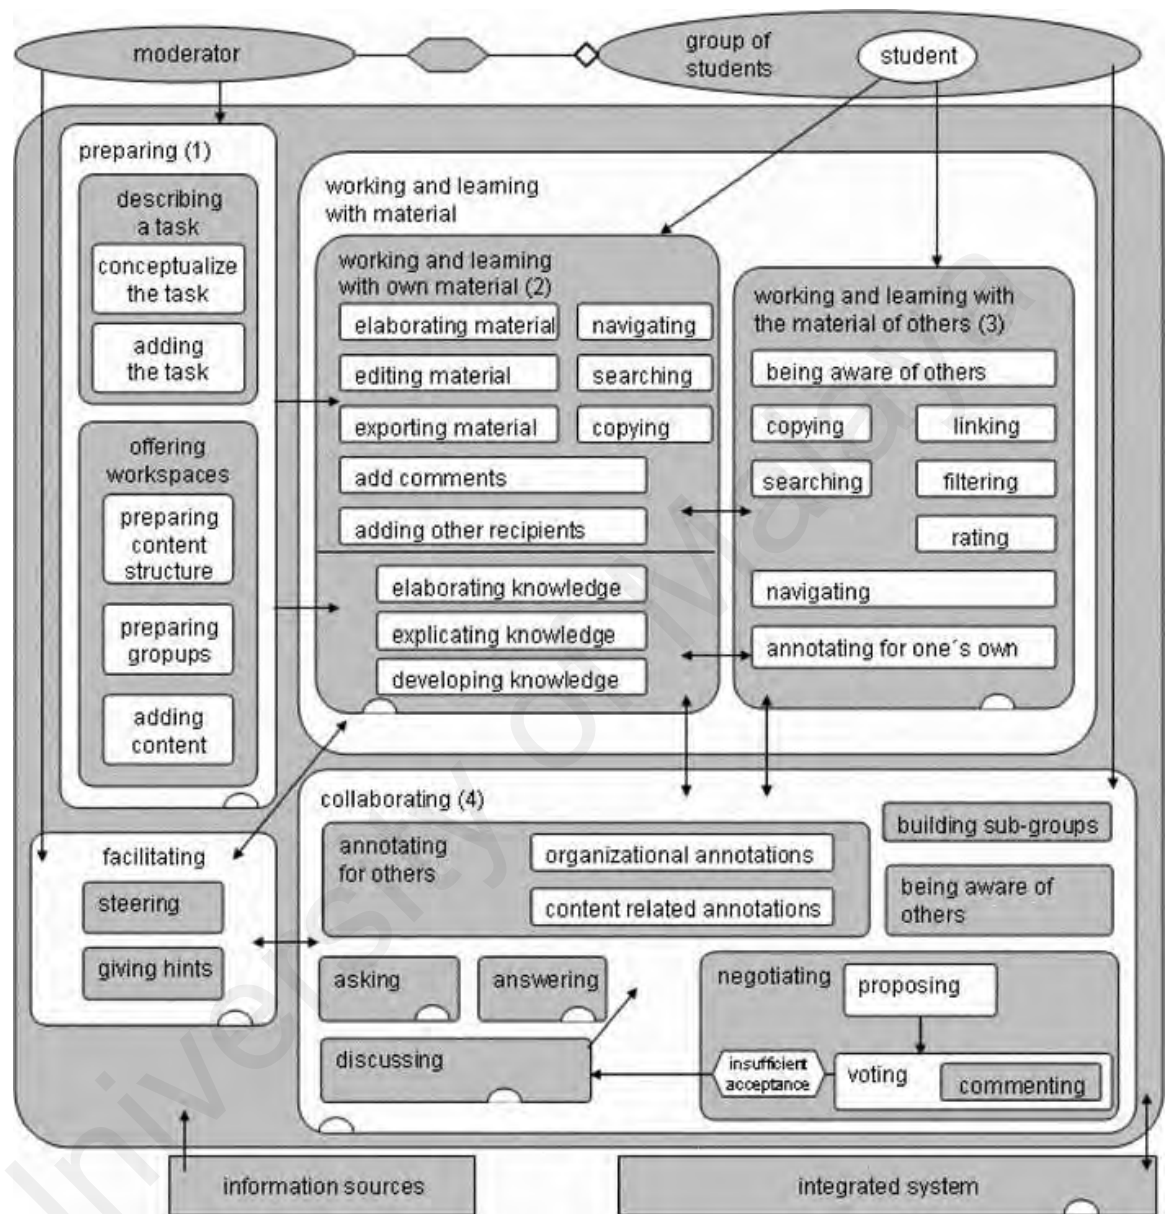 moderator
group of
students
student
preparing (1)
describing
a task
conceptualize
the task
adding
the task
offering
workspaces
preparing
content
structure
preparing
gropups
adding
content
working and learning
with material
working and learning
with own material (2)
elaborating material
navigating
editing material
searching
exporting material
copying
add comments
adding other recipients
elaborating knowledge
explicating knowledge
developing knowledge
working and learning with
the material of others (3)
being aware of others
copying
linking
searching
filtering
rating
navigating
annotating for one´s own
facilitating
steering
giving hints
collaborating (4)
annotating
for others
organizational annotations
content related annotations
building sub-groups
being aware of
others
asking
answering
discussing
negotiating
proposing
insufficient
acceptance
voting
commenting
information sources
integrated system
University of Malaya